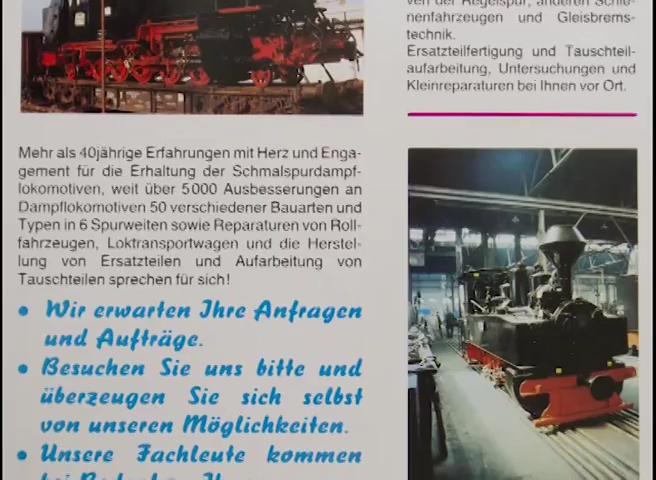 Mehr als 40jährige Erfahrungen mit Herz und Enga-
gement für die Erhaltung der Schmalspurdampf-
lokomotiven, weit über 5000 Ausbesserungen an
Dampflokomotiven 50 verschiedener Bauarten und
Typen in 6 Spurweiten sowie Reparaturen von Roll-
fahrzeugen, Loktransportwagen und die Herstel-
lung von Ersatzteilen und Aufarbeitung von
Tauschteilen sprechen für sich!
• Wir erwarten Ihre Anfragen
und Aufträge.
• Besuchen Sie uns bitte und
überzeugen Sie sich selbst
von unseren Möglichkeiten.
• Unsere Fachleute kommen
bei
ven der Regelspur, anderen Schie-
nenfahrzeugen und Gleisbrems-
technik.
Ersatzteilfertigung und Tauschteil-
aufarbeitung, Untersuchungen und
Kleinreparaturen bei Ihnen vor Ort.